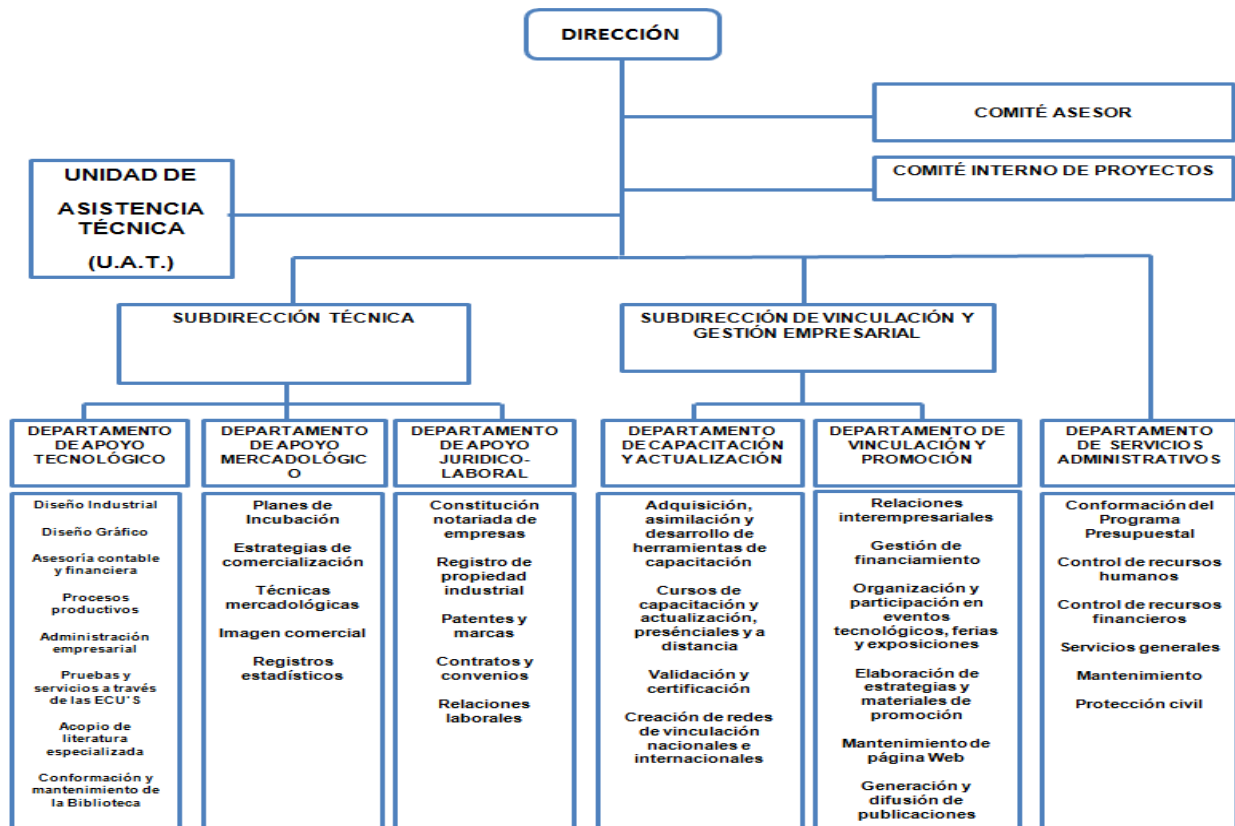 DIRECCIÓN
COMITÉ ASESOR
COMITÉ INTERNO DE PROYECTOS
UNIDAD DE
ASISTENCIA
TÉCNICA
(U.A.T.)
SUBDIRECCIÓN TÉCNICA
SUBDIRECCIÓN DE VINCULACIÓN Y
GESTIÓN EMPRESARIAL
DEPARTAMENTO
DE APOYO
TECNOLÓGICO
Diseño Industrial
Diseño Gráfico
Asesoría contable
y financiera
Procesos
productivos
Administración
empresarial
Pruebas y
servicios a través
de las ECU'S
Acopio de
literatura
especializada
Conformación y
mantenimiento de
la Biblioteca
DEPARTAMENTO
DE APOYO
MERCADOLÓGIC
O
Planes de
Incubación
Estrategias de
comercialización
Técnicas
mercadológicas
Imagen comercial
Registros
estadísticos
DEPARTAMENTO
DE APOYO
JURIDICO-
LABORAL
Constitución
notariada de
empresas
Registro de
propiedad
industrial
Patentes y
marcas
Contratos y
convenios
Relaciones
laborales
DEPARTAMENTO
DE CAPACITACIÓN
Y ACTUALIZACIÓN
Adquisición,
asimilación y
desarrollo de
herramientas de
capacitación
Cursos de
capacitación y
actualización,
presénciales y a
distancia
Validación y
certificación
Creación de redes
de vinculación
nacionales e
internacionales
DEPARTAMENTO DE
VINCULACIÓN Y
PROMOCIÓN
Relaciones
interempresariales
Gestión de
financiamiento
Organización y
participación en
eventos
tecnológicos, ferias
y exposiciones
Elaboración de
estrategias y
materiales de
promoción
Mantenimiento de
página Web
Generación y
difusión de
publicaciones
DEPARTAMENTO
DE SERVICIOS
ADMINISTRATIVOS
Conformación del
Programa
Presupuestal
Control de recursos
humanos
Control de recursos
financieros
Servicios generales
Mantenimiento
Protección civil